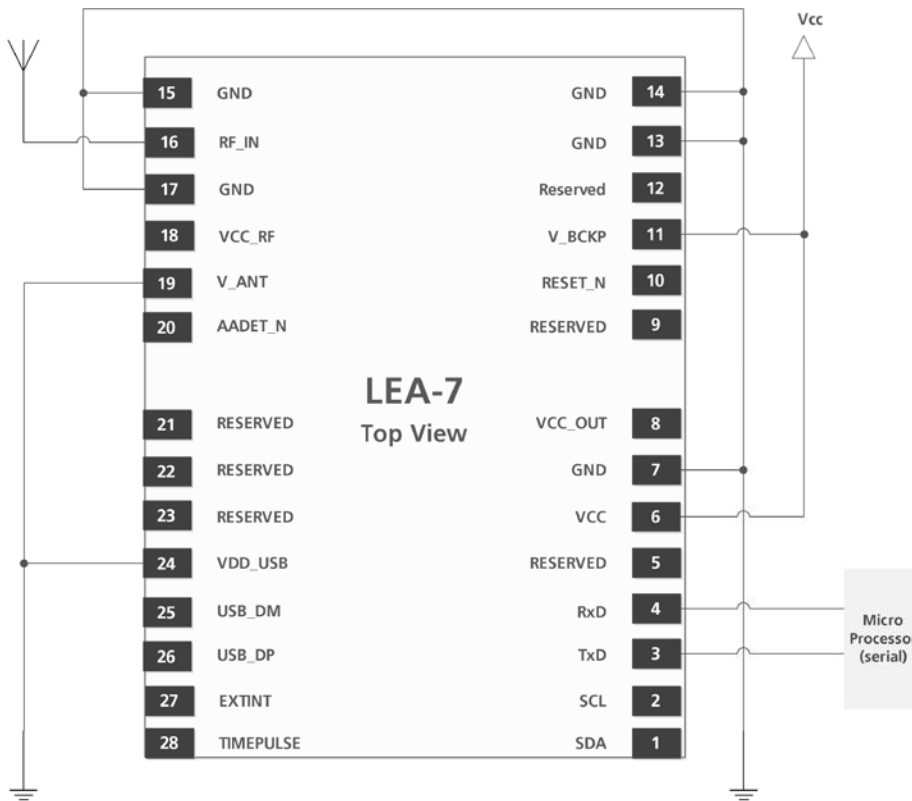 Vcc
15 GND GND 14
16 RF_IN GND 13
17 GND Reserved 12
18 VCC_RF V_BCKP 11
19 V_ANT RESET_N 10
20 AADET_N RESERVED 9
LEA-7
Top View
21 RESERVED VCC_OUT 8
22 RESERVED GND 7
23 RESERVED VCC 6
24 VDD_USB RESERVED 5
25 USB_DM RxD 4
26 USB_DP TxD 3
27 EXTINT SCL 2
28 TIMEPULSE SDA 1
Micro
Processor
(serial)